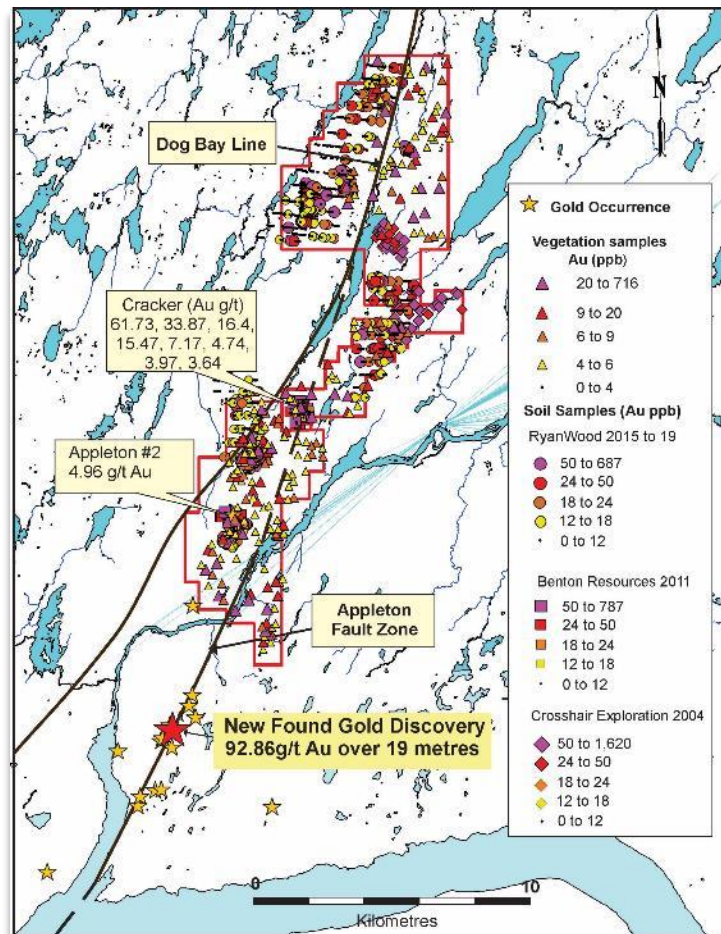 N
Dog Bay Line
Cracker (Au g/t)
61.73, 33.87, 16.4,
15.47, 7.17, 4.74,
3.97, 3.64
Appleton #2
4.96 g/t Au
Appleton
Fault Zone
New Found Gold Discovery
92.86g/t Au over 19 metres
0
10
Kilometres
Gold Occurrence
Vegetation samples
Au (ppb)
20 to 716
9 to 20
6 to 9
4 to 6
0 to 4
Soil Samples (Au ppb)
RyanWood 2015 to 19
50 to 687
24 to 50
18 to 24
12 to 18
0 to 12
Benton Resources 2011
50 to 787
24 to 50
18 to 24
12 to 18
0 to 12
Crosshair Exploration 2004
50 to 1,620
24 to 50
18 to 24
12 to 18
0 to 12